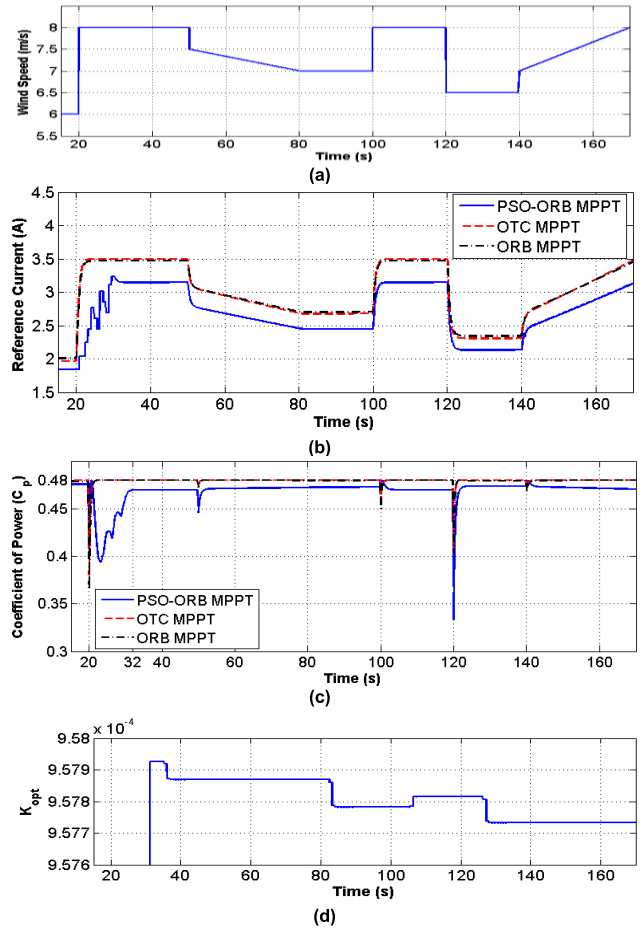 8
7.5
7
6.5
6
5.5
Wind Speed (m/s)
20 40 60 80 100 120 140 160
Time (s)
(a)
4.5
4
3.5
3
2.5
2
1.5
Reference Current (A)
PSO-ORB MPPT
OTC MPPT
ORB MPPT
20 40 60 80 100 120 140 160
Time (s)
(b)
0.48
0.45
0.4
0.35
0.3
Coefficient of Power (C_p)
PSO-ORB MPPT
OTC MPPT
ORB MPPT
20 32 40 60 80 100 120 140 160
Time (s)
(c)
x 10^-4
9.58
9.579
9.578
9.577
9.576
K_opt
20 40 60 80 100 120 140 160
Time (s)
(d)